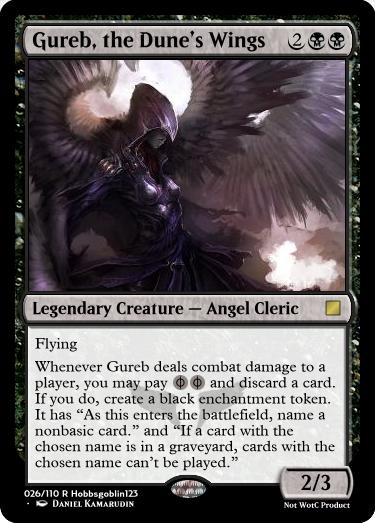 Gureb, the Dune's Wings 2
Legendary Creature — Angel Cleric
Flying
Whenever Gureb deals combat damage to a
player, you may pay and discard a card.
If you do, create a black enchantment token.
It has “As this enters the battlefield, name a
nonbasic card.” and “If a card with the
chosen name is in a graveyard, cards with the
chosen name can't be played.”
2/3
026/110 R Hobbsgoblin123
· Daniel Kamarudin
Not WotC Product